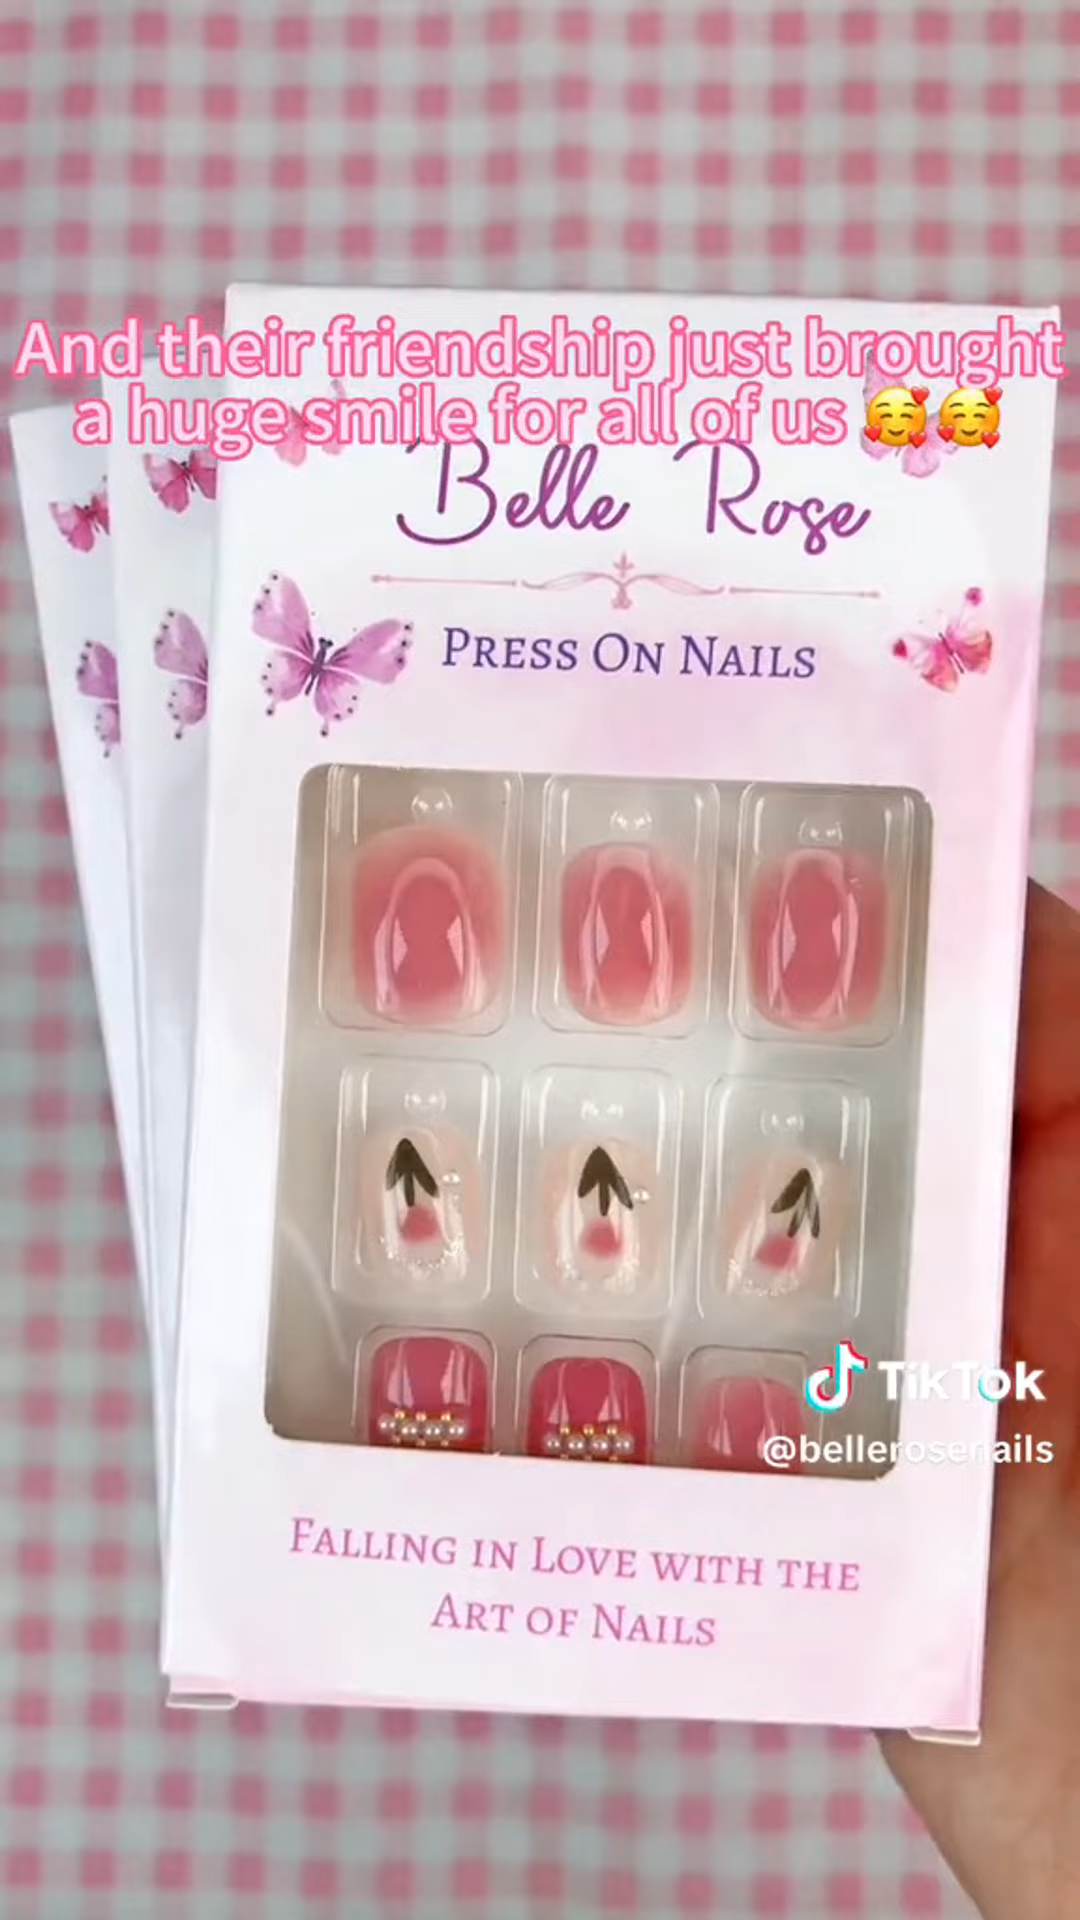 And their friendship just brought
a huge smile for all of us 🥰🥰
Belle Rose
Press On Nails
TikTok
@bellerosenails
Falling in Love with the
Art of Nails